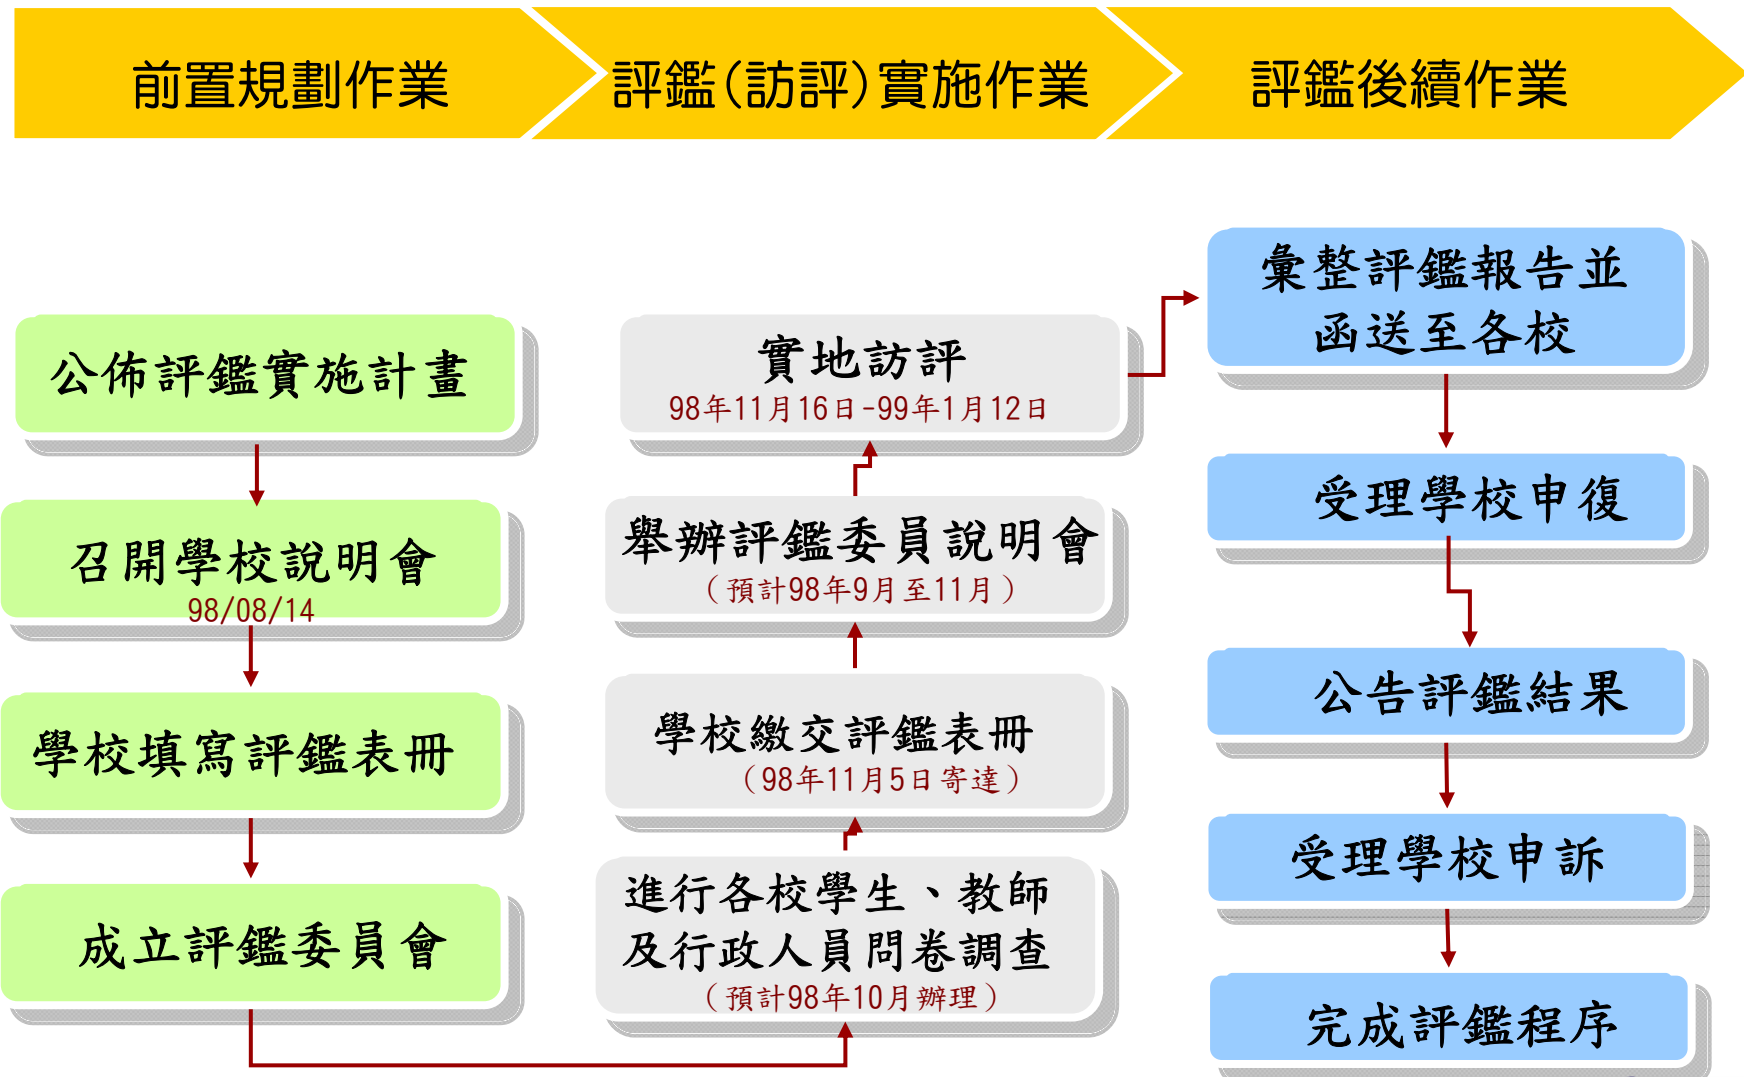 前置規劃作業
評鑑(訪評)實施作業
評鑑後續作業
公佈評鑑實施計畫
召開學校說明會
98/08/14
學校填寫評鑑表冊
成立評鑑委員會
實地訪評
98年11月16日-99年1月12日
舉辦評鑑委員說明會
（預計98年9月至11月）
學校繳交評鑑表冊
（98年11月5日寄達）
進行各校學生、教師
及行政人員問卷調查
（預計98年10月辦理）
彙整評鑑報告並
函送至各校
受理學校申復
公告評鑑結果
受理學校申訴
完成評鑑程序